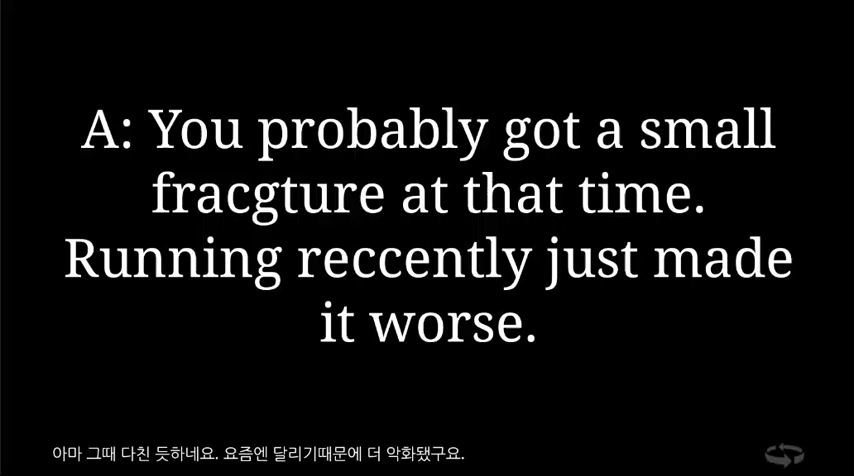 A: You probably got a small
fracgture at that time.
Running reccently just made
it worse.
아마 그때 다친 듯하네요. 요즘엔 달리기때문에 더 악화됐구요.